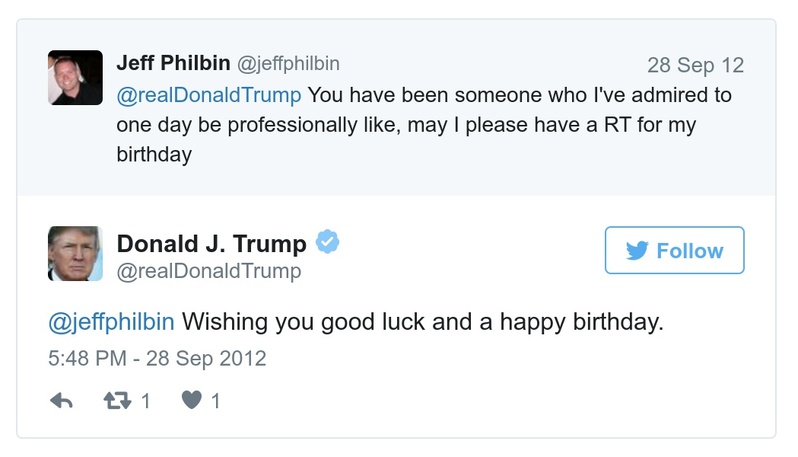 Jeff Philbin @jeffphilbin 28 Sep 12
@realDonaldTrump You have been someone who I've admired to
one day be professionally like, may I please have a RT for my
birthday
Donald J. Trump
@realDonaldTrump
Follow
@jeffphilbin Wishing you good luck and a happy birthday.
5:48 PM - 28 Sep 2012
1 1